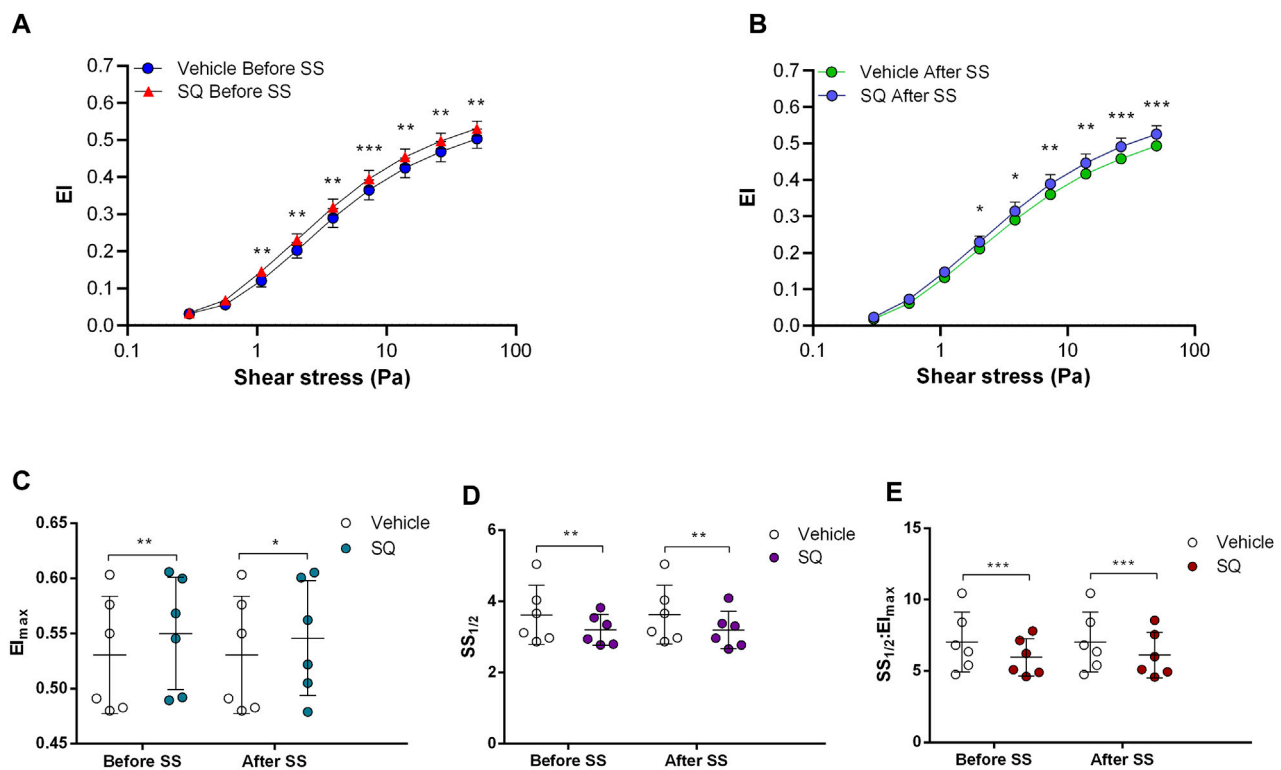 A
Vehicle Before SS
SQ Before SS
EI
0.7
0.6
0.5
0.4
0.3
0.2
0.1
0.0
** ** ** *** ** ** **
0.1 1 10 100
Shear stress (Pa)
B
Vehicle After SS
SQ After SS
EI
0.7
0.6
0.5
0.4
0.3
0.2
0.1
0.0
* * ** ** *** ***
0.1 1 10 100
Shear stress (Pa)
C
Vehicle
SQ
EImax
0.65
0.60
0.55
0.50
0.45
** *
Before SS After SS
D
Vehicle
SQ
SS1/2
6
4
2
0
** **
Before SS After SS
E
Vehicle
SQ
SS1/2:EImax
15
10
5
0
*** ***
Before SS After SS